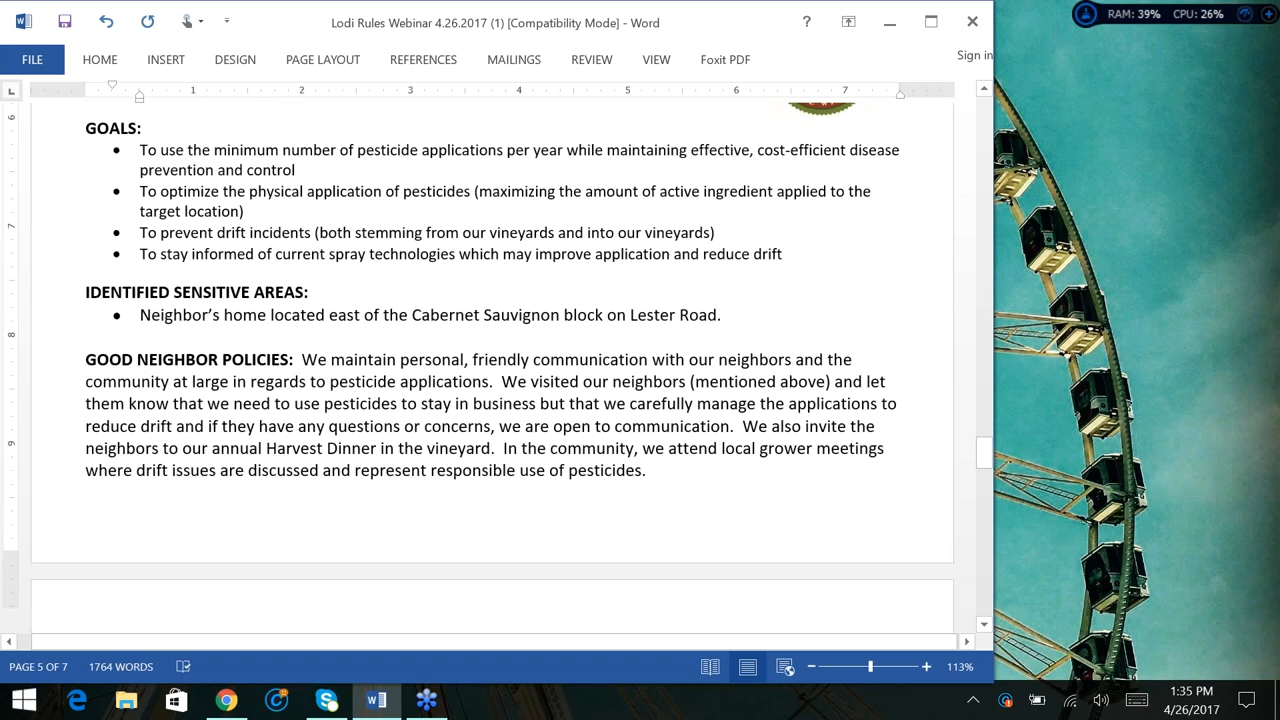 Lodi Rules Webinar 4.26.2017 (1) [Compatibility Mode] - Word
RAM: 39% CPU: 26%
FILE HOME INSERT DESIGN PAGE LAYOUT REFERENCES MAILINGS REVIEW VIEW Foxit PDF Sign in
1 2 3 4 5 6 7
6
7
8
9
GOALS:
To use the minimum number of pesticide applications per year while maintaining effective, cost-efficient disease
prevention and control
To optimize the physical application of pesticides (maximizing the amount of active ingredient applied to the
target location)
To prevent drift incidents (both stemming from our vineyards and into our vineyards)
To stay informed of current spray technologies which may improve application and reduce drift
IDENTIFIED SENSITIVE AREAS:
Neighbor’s home located east of the Cabernet Sauvignon block on Lester Road.
GOOD NEIGHBOR POLICIES: We maintain personal, friendly communication with our neighbors and the
community at large in regards to pesticide applications. We visited our neighbors (mentioned above) and let
them know that we need to use pesticides to stay in business but that we carefully manage the applications to
reduce drift and if they have any questions or concerns, we are open to communication. We also invite the
neighbors to our annual Harvest Dinner in the vineyard. In the community, we attend local grower meetings
where drift issues are discussed and represent responsible use of pesticides.
PAGE 5 OF 7 1764 WORDS 113%
1:35 PM
4/26/2017